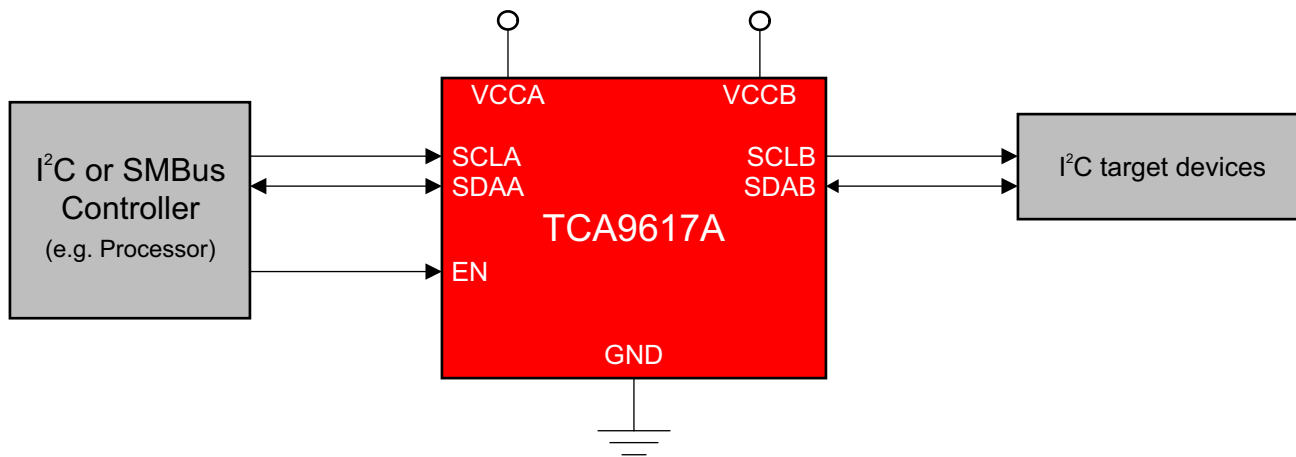 VCCA
VCCB
I²C or SMBus
Controller
(e.g. Processor)
SCLA
SDAA
EN
TCA9617A
SCLB
SDAB
GND
I²C target devices